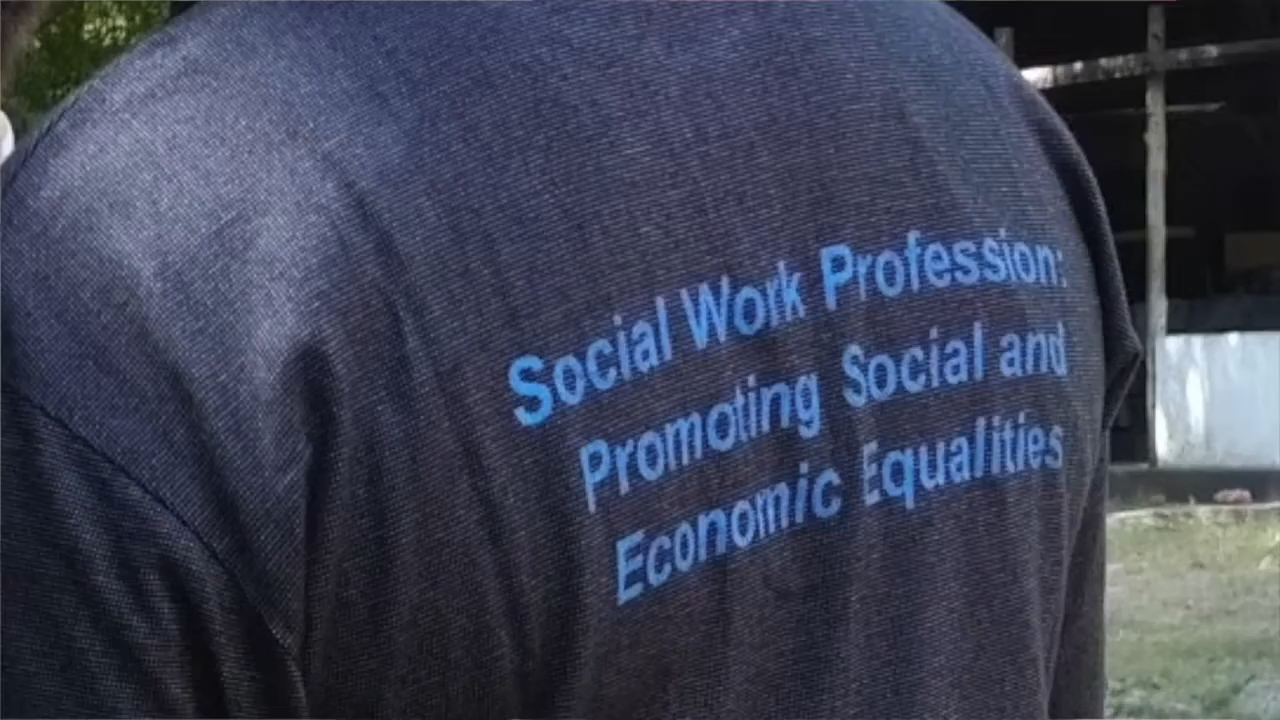 Social Work Profession:
Promoting Social and
Economic Equalities